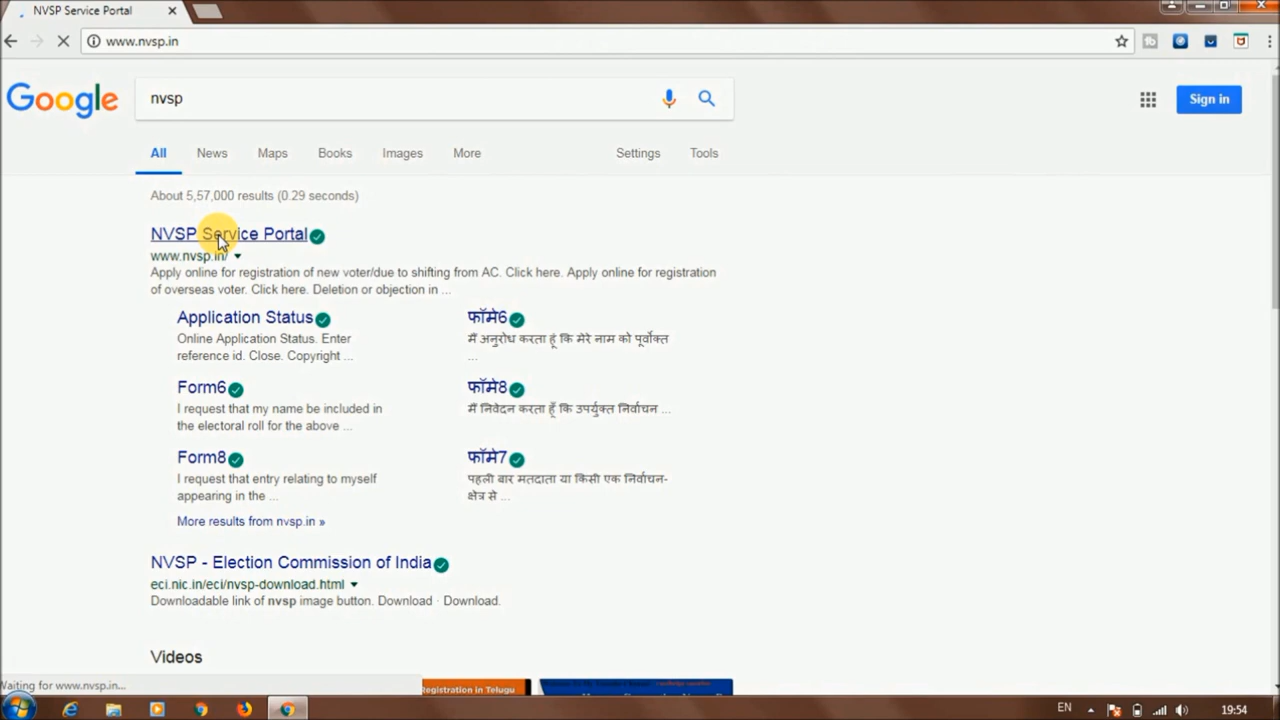 NVSP Service Portal
www.nvsp.in
Google
nvsp
Sign in
All News Maps Books Images More Settings Tools
About 5,57,000 results (0.29 seconds)
NVSP Service Portal
www.nvsp.in/
Apply online for registration of new voter/due to shifting from AC. Click here. Apply online for registration
of overseas voter. Click here. Deletion or objection in ...
Application Status
Online Application Status. Enter
reference id. Close. Copyright ...
फॉर्म6
मैं अनुरोध करता हूं कि मेरे नाम को पूर्वोक्त
...
Form6
I request that my name be included in
the electoral roll for the above ...
फॉर्म8
मैं निवेदन करता हूँ कि उपर्युक्त निर्वाचन ...
Form8
I request that entry relating to myself
appearing in the ...
फॉर्म7
पहली बार मतदाता या किसी एक निर्वाचन-
क्षेत्र से ...
More results from nvsp.in »
NVSP - Election Commission of India
eci.nic.in/eci/nvsp-download.html
Downloadable link of nvsp image button. Download · Download.
Videos
Waiting for www.nvsp.in...
Registration in Telugu
EN
19:54